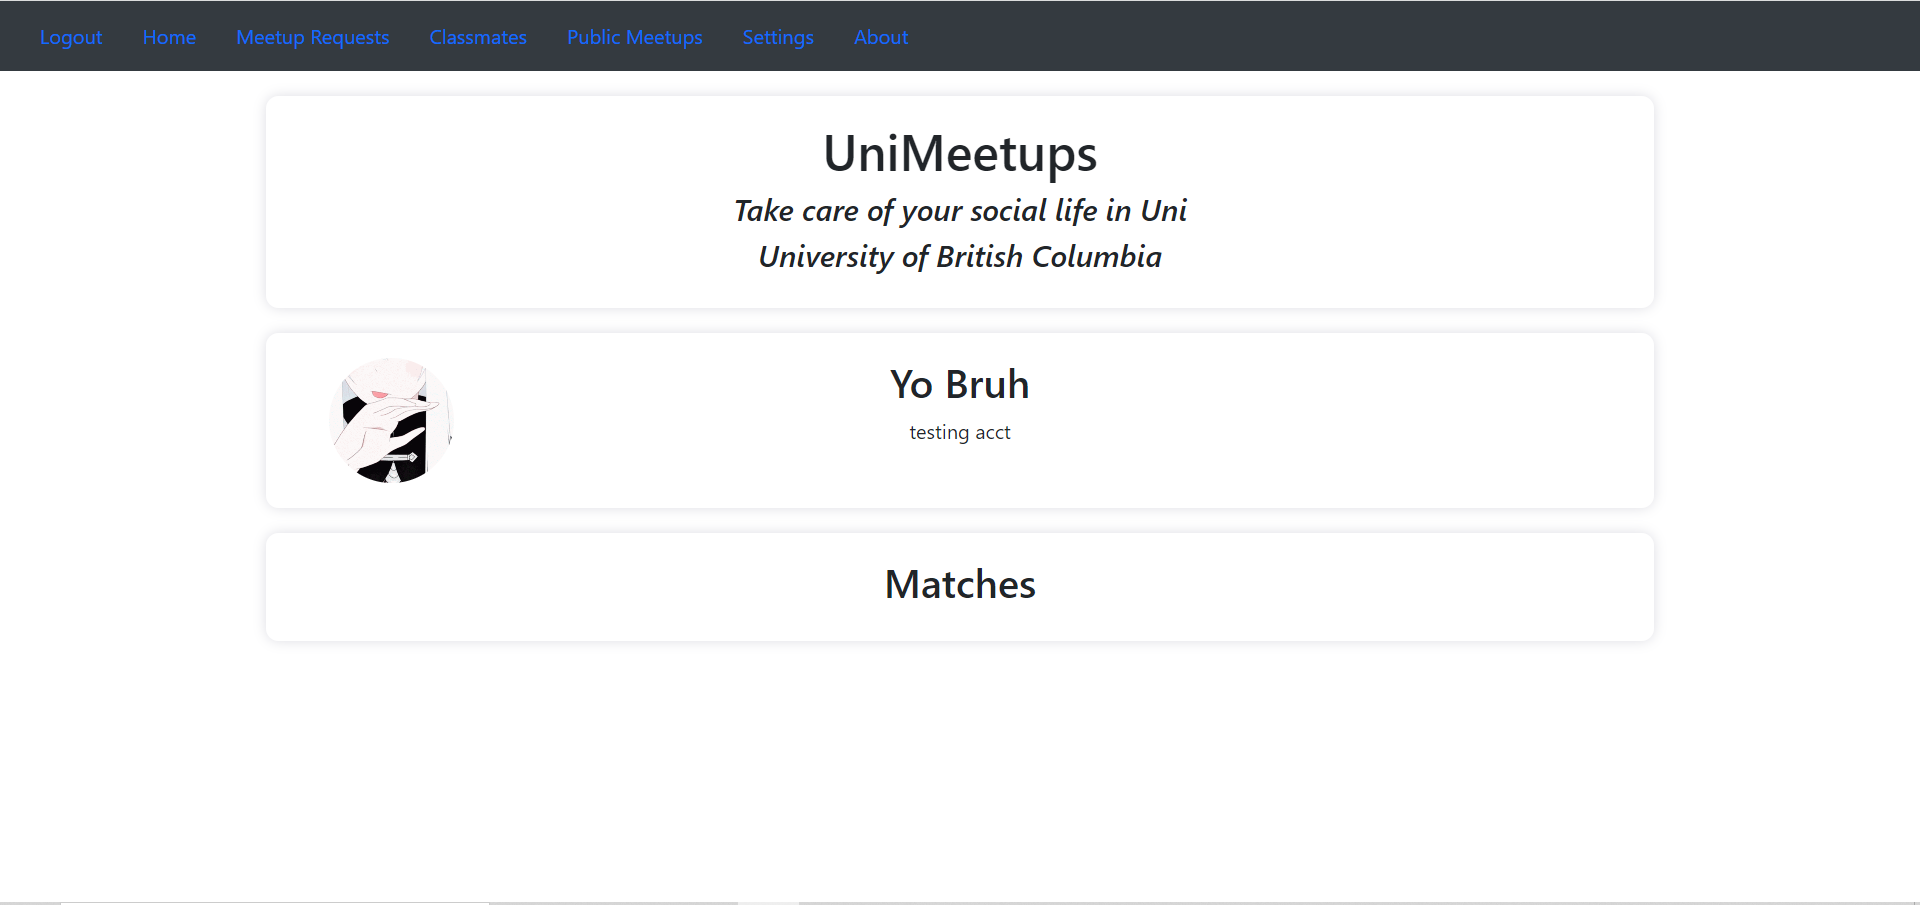 Logout Home Meetup Requests Classmates Public Meetups Settings About
UniMeetups
Take care of your social life in Uni
University of British Columbia
Yo Bruh
testing acct
Matches